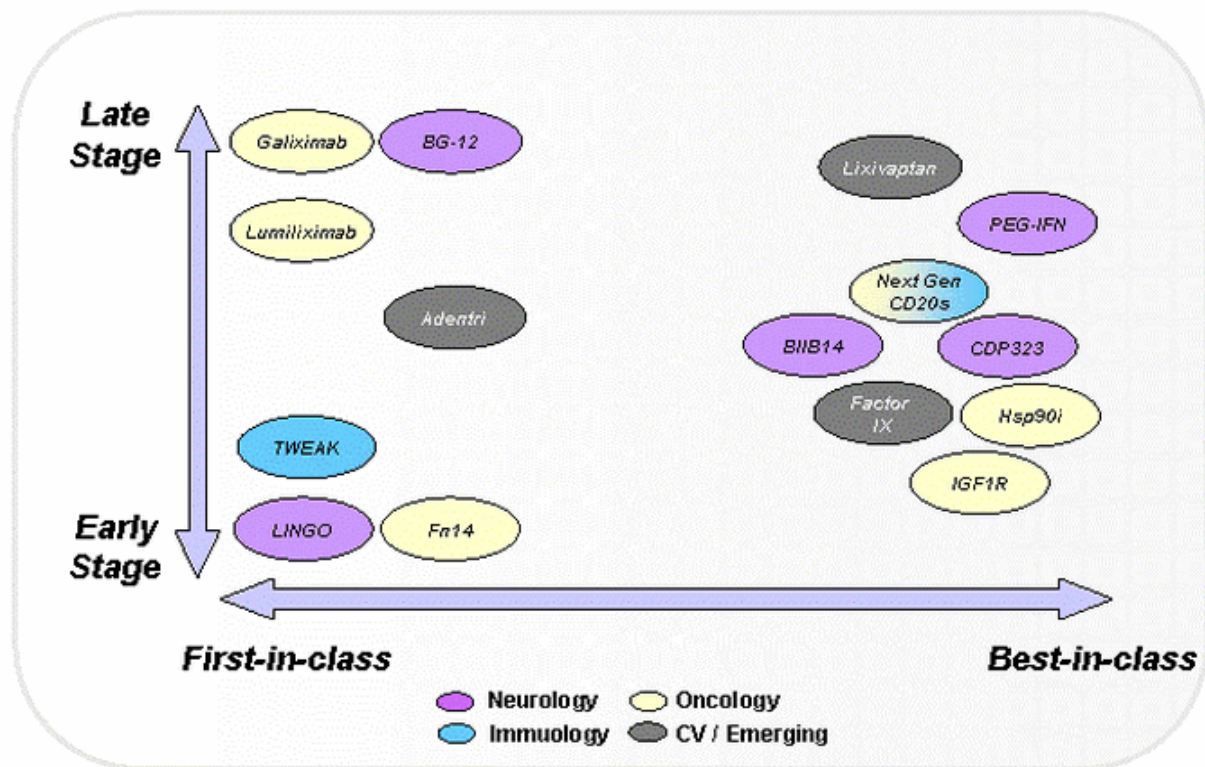 Late
Stage
Galiximab
BG-12
Lixivaptan
PEG-IFN
Lumiliximab
Next Gen
CD20s
Adentri
BIIB14
CDP323
Factor
IX
Hsp90i
TWEAK
IGF1R
Early
Stage
LINGO
Fn14
First-in-class
Best-in-class
Neurology
Oncology
Immuology
CV / Emerging